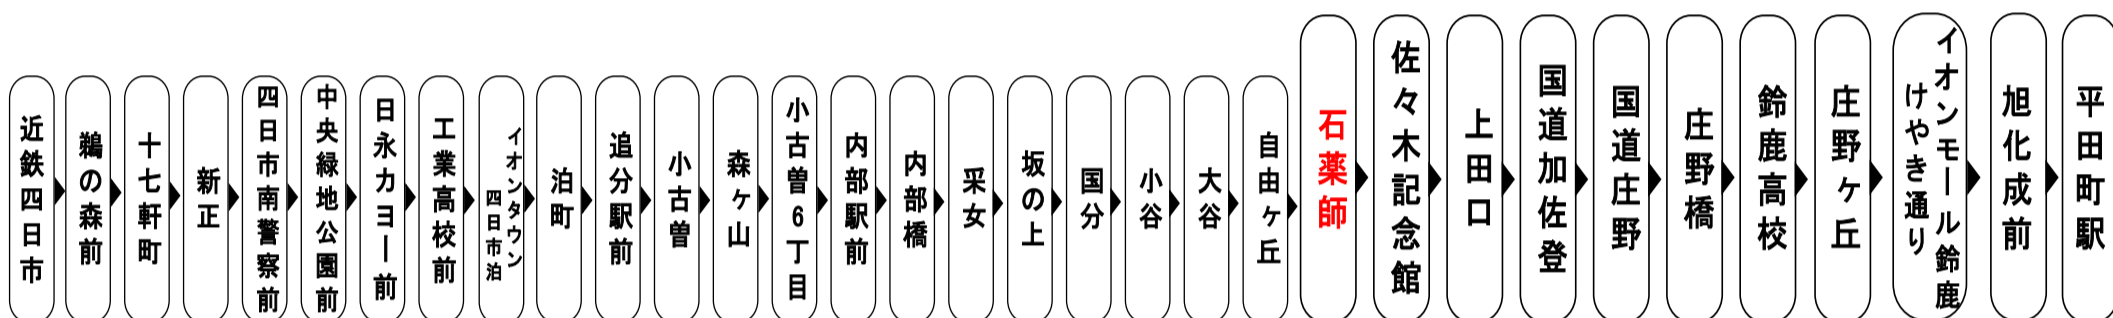 近鉄四日市
鵜の森前
十七軒町
新正
四日市南警察前
中央緑地公園前
日永カヨー前
工業高校前
イオンタウン
四日市泊
泊町
追分駅前
小古曽
森ヶ山
小古曽6丁目
内部駅前
内部橋
采女
坂の上
国分
小谷
大谷
自由ヶ丘
石薬師
佐々木記念館
上田口
国道加佐登
国道庄野
庄野橋
鈴鹿高校
庄野ヶ丘
イオンモール鈴鹿
けやき通り
旭化成前
平田町駅